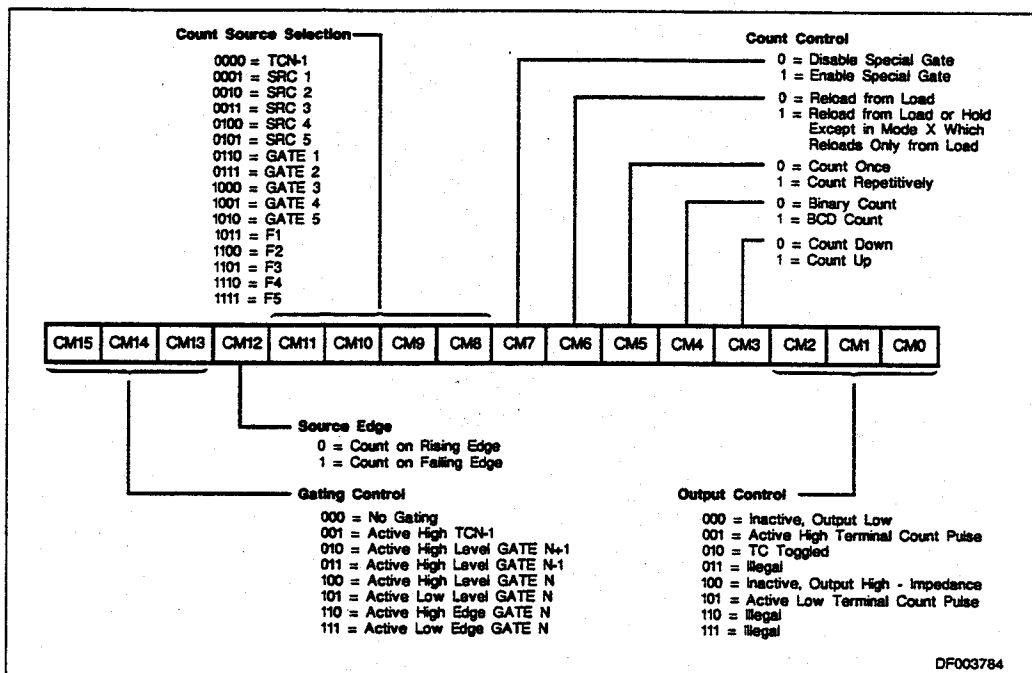 Count Source Selection
0000 = TCN-1
0001 = SRC 1
0010 = SRC 2
0011 = SRC 3
0100 = SRC 4
0101 = SRC 5
0110 = GATE 1
0111 = GATE 2
1000 = GATE 3
1001 = GATE 4
1010 = GATE 5
1011 = F1
1100 = F2
1101 = F3
1110 = F4
1111 = F5
Count Control
0 = Disable Special Gate
1 = Enable Special Gate
0 = Reload from Load
1 = Reload from Load or Hold
Except in Mode X Which
Reloads Only from Load
0 = Count Once
1 = Count Repetitively
0 = Binary Count
1 = BCD Count
0 = Count Down
1 = Count Up
CM15 CM14 CM13 CM12 CM11 CM10 CM9 CM8 CM7 CM6 CM5 CM4 CM3 CM2 CM1 CM0
Source Edge
0 = Count on Rising Edge
1 = Count on Falling Edge
Gating Control
000 = No Gating
001 = Active High TCN-1
010 = Active High Level GATE N+1
011 = Active High Level GATE N-1
100 = Active High Level GATE N
101 = Active Low Level GATE N
110 = Active High Edge GATE N
111 = Active Low Edge GATE N
Output Control
000 = Inactive, Output Low
001 = Active High Terminal Count Pulse
010 = TC Toggled
011 = Illegal
100 = Inactive, Output High - Impedance
101 = Active Low Terminal Count Pulse
110 = Illegal
111 = Illegal
DF003784